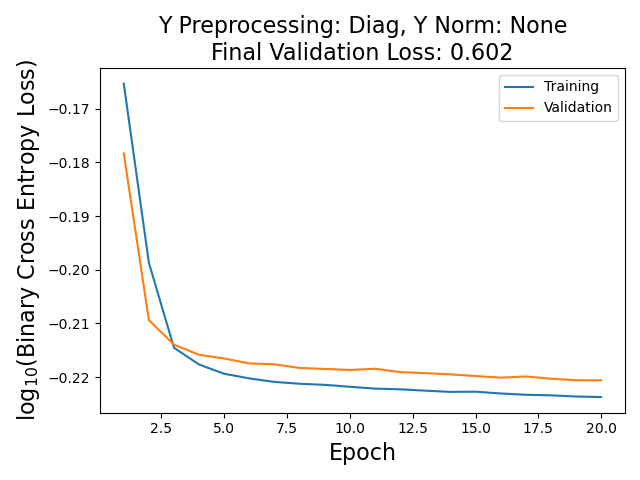 Y Preprocessing: Diag, Y Norm: None
Final Validation Loss: 0.602
Training
Validation
−0.17
−0.18
−0.19
−0.20
−0.21
−0.22
log₁₀(Binary Cross Entropy Loss)
2.5 5.0 7.5 10.0 12.5 15.0 17.5 20.0
Epoch